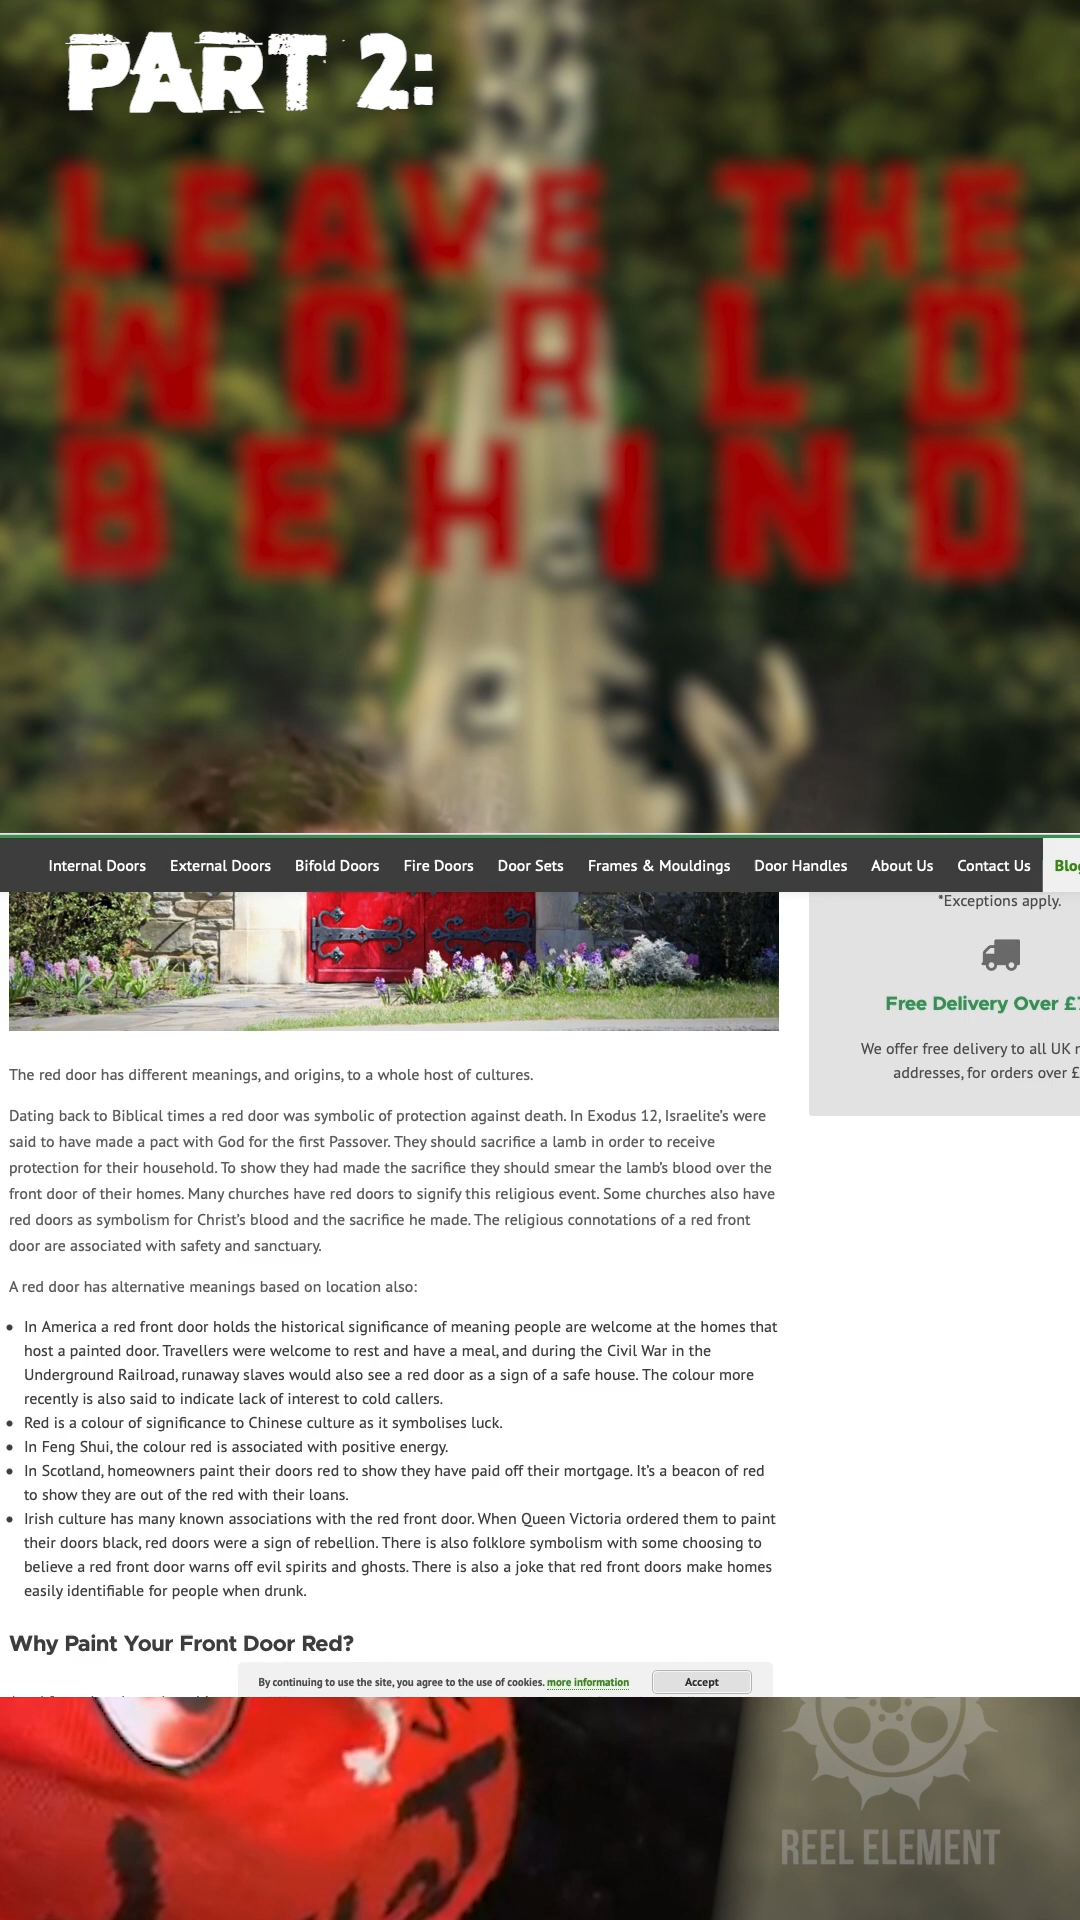 PART 2:
LEAVE THE
WORLD
BEHIND
Internal Doors External Doors Bifold Doors Fire Doors Door Sets Frames & Mouldings Door Handles About Us Contact Us
*Exceptions apply.
Free Delivery Over
We offer free delivery to all UK
addresses, for orders over £
The red door has different meanings, and origins, to a whole host of cultures.
Dating back to Biblical times a red door was symbolic of protection against death. In Exodus 12, Israelite's were
said to have made a pact with God for the first Passover. They should sacrifice a lamb in order to receive
protection for their household. To show they had made the sacrifice they should smear the lamb's blood over the
front door of their homes. Many churches have red doors to signify this religious event. Some churches also have
red doors as symbolism for Christ's blood and the sacrifice he made. The religious connotations of a red front
door are associated with safety and sanctuary.
A red door has alternative meanings based on location also:
In America a red front door holds the historical significance of meaning people are welcome at the homes that
host a painted door. Travellers were welcome to rest and have a meal, and during the Civil War in the
Underground Railroad, runaway slaves would also see a red door as a sign of a safe house. The colour more
recently is also said to indicate lack of interest to cold callers.
Red is a colour of significance to Chinese culture as it symbolises luck.
In Feng Shui, the colour red is associated with positive energy.
In Scotland, homeowners paint their doors red to show they have paid off their mortgage. It's a beacon of red
to show they are out of the red with their loans.
Irish culture has many known associations with the red front door. When Queen Victoria ordered them to paint
their doors black, red doors were a sign of rebellion. There is also folklore symbolism with some choosing to
believe a red front door warns off evil spirits and ghosts. There is also a joke that red front doors make homes
easily identifiable for people when drunk.
Why Paint Your Front Door Red?
By continuing to use the site, you agree to the use of cookies. more information Accept
REEL ELEMENT